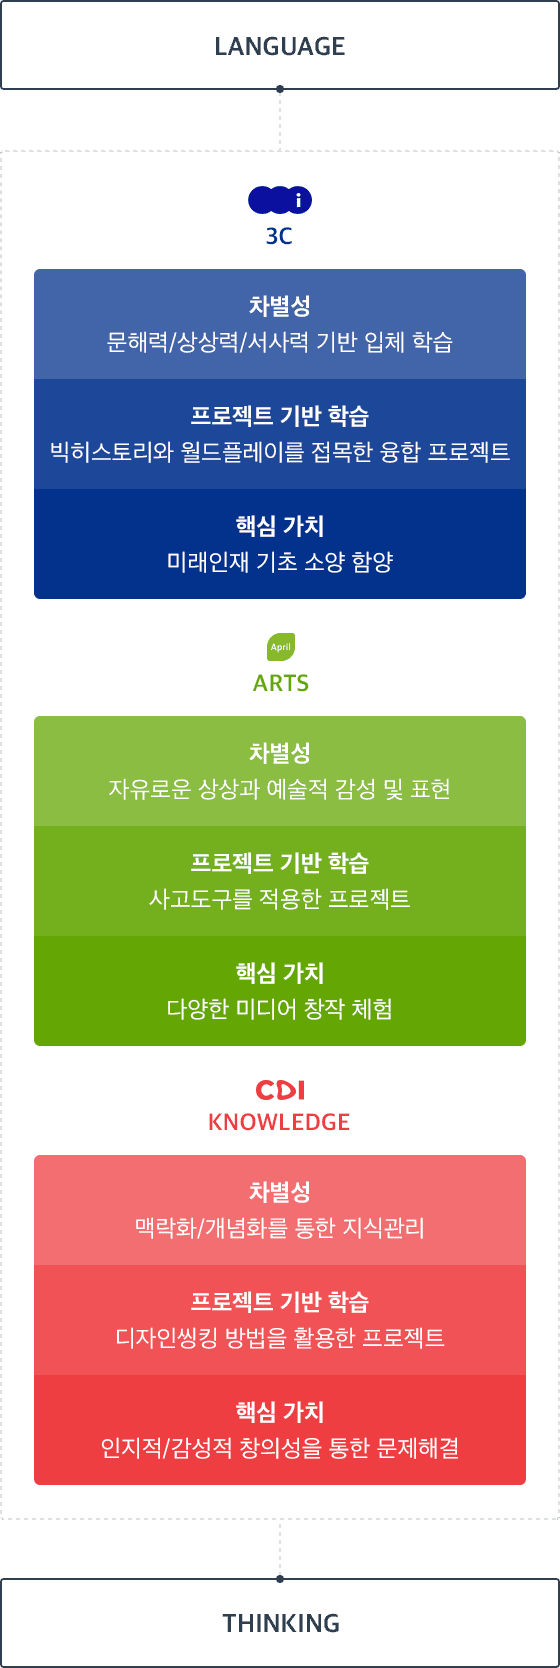 LANGUAGE
i
3C
차별성
문해력/상상력/서사력 기반 입체 학습
프로젝트 기반 학습
빅히스토리와 월드플레이를 접목한 융합 프로젝트
핵심 가치
미래인재 기초 소양 함양
April
ARTS
차별성
자유로운 상상과 예술적 감성 및 표현
프로젝트 기반 학습
사고도구를 적용한 프로젝트
핵심 가치
다양한 미디어 창작 체험
CDI
KNOWLEDGE
차별성
맥락화/개념화를 통한 지식관리
프로젝트 기반 학습
디자인씽킹 방법을 활용한 프로젝트
핵심 가치
인지적/감성적 창의성을 통한 문제해결
THINKING